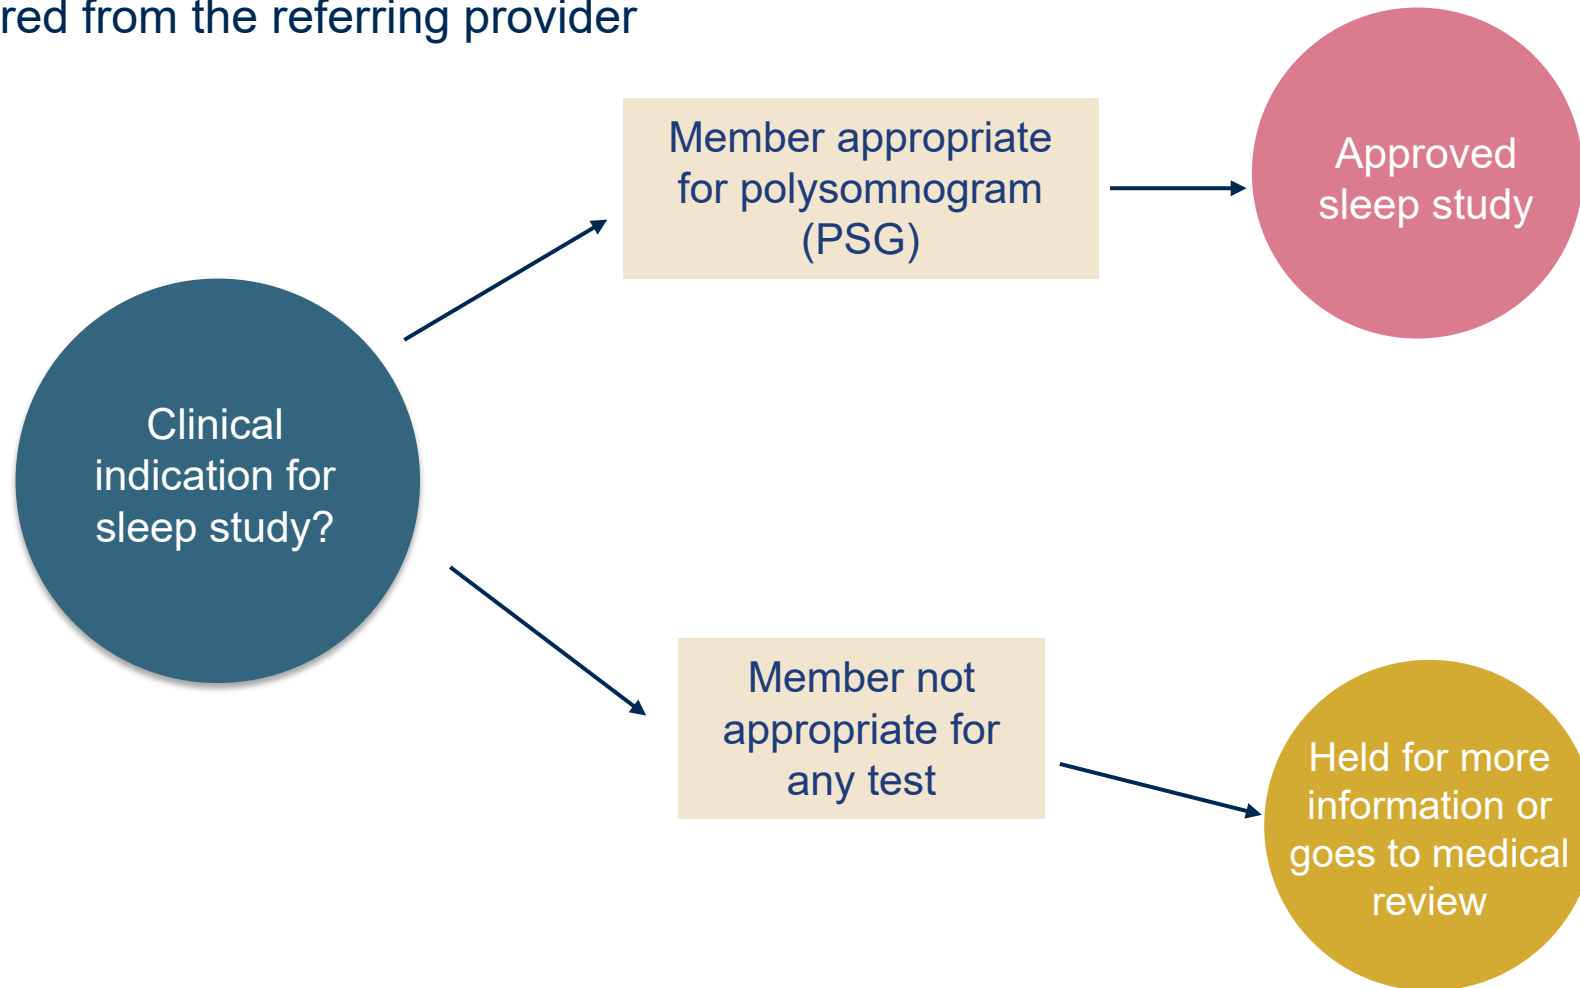 red from the referring provider
Member appropriate
for polysomnogram
(PSG)
Approved
sleep study
Clinical
indication for
sleep study?
Member not
appropriate for
any test
Held for more
information or
goes to medical
review